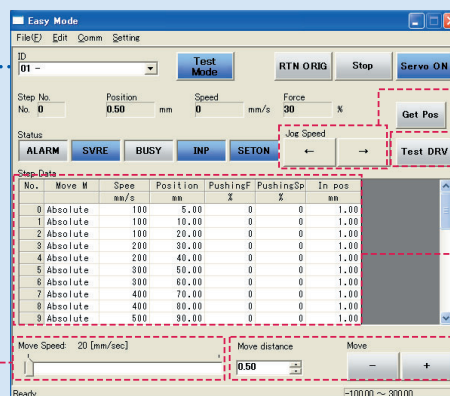 Easy Mode
File(F) Edit Comm Setting
ID
01 -
Test Mode
RTN ORIG Stop Servo ON
Step No. Position Speed Force
No. 0 0.50 mm 0 mm/s 30 %
Get Pos
Status Jog Speed
ALARM SVRE BUSY INP SETON ← → Test DRV
Step Data
No. Move M Spee Position PushingF PushingSp In pos
mm/s mm % % mm
0 Absolute 100 5.00 0 0 1.00
1 Absolute 100 10.00 0 0 1.00
2 Absolute 100 20.00 0 0 1.00
3 Absolute 200 30.00 0 0 1.00
4 Absolute 200 40.00 0 0 1.00
5 Absolute 300 50.00 0 0 1.00
6 Absolute 300 60.00 0 0 1.00
7 Absolute 400 70.00 0 0 1.00
8 Absolute 400 80.00 0 0 1.00
9 Absolute 500 90.00 0 0 1.00
Move Speed: 20 [mm/sec] Move distance Move
0.50 - +
Ready -100.00 ~ 300.00